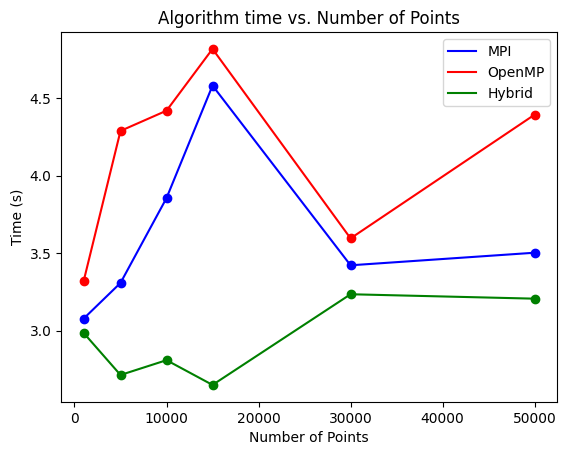 Algorithm time vs. Number of Points
MPI
OpenMP
Hybrid
Time (s)
4.5
4.0
3.5
3.0
0 10000 20000 30000 40000 50000
Number of Points